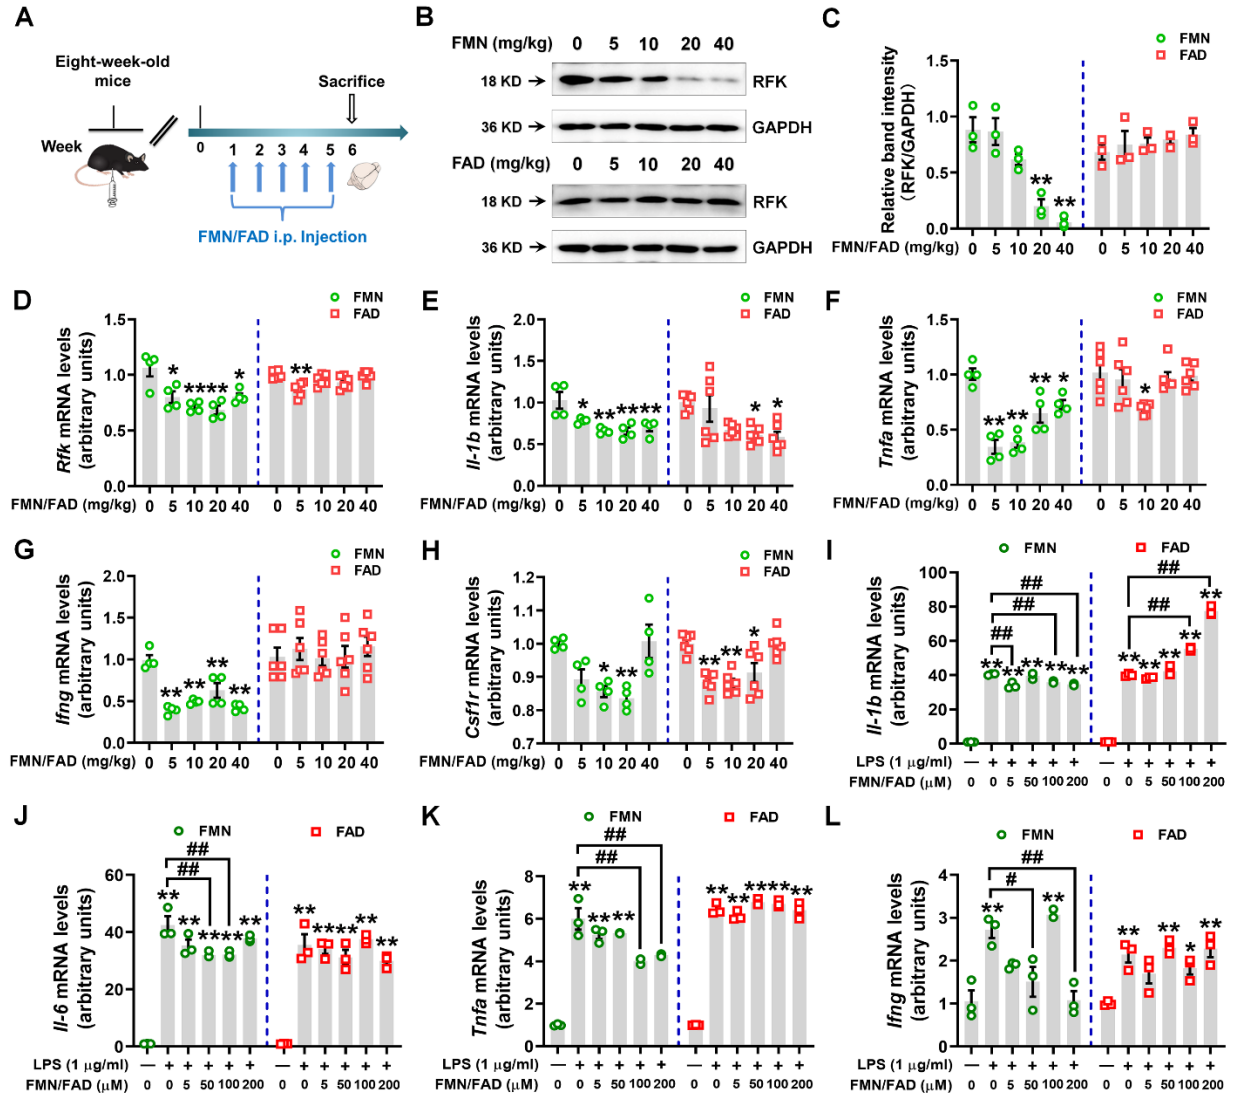 A
Eight-week-old
mice
Week
Sacrifice
0
1 2 3 4 5 6
FMN/FAD i.p. Injection
B
FMN (mg/kg) 0 5 10 20 40
18 KD → RFK
36 KD → GAPDH
FAD (mg/kg) 0 5 10 20 40
18 KD → RFK
36 KD → GAPDH
C
FMN
FAD
Relative band intensity
(RFK/GAPDH)
1.5
1.0
0.5
0.0
** **
0 5 10 20 40 0 5 10 20 40
FMN/FAD (mg/kg)
D
FMN
FAD
Rfk mRNA levels
(arbitrary units)
1.5
1.0
0.5
0.0
* ** ** * **
FMN/FAD (mg/kg) 0 5 10 20 40 0 5 10 20 40
E
FMN
FAD
Il-1b mRNA levels
(arbitrary units)
2.0
1.5
1.0
0.5
0.0
* ** ** ** * *
FMN/FAD (mg/kg) 0 5 10 20 40 0 5 10 20 40
F
FMN
FAD
Tnfa mRNA levels
(arbitrary units)
1.5
1.0
0.5
0.0
** ** ** * *
FMN/FAD (mg/kg) 0 5 10 20 40 0 5 10 20 40
G
FMN
FAD
Ifng mRNA levels
(arbitrary units)
2.0
1.5
1.0
0.5
0.0
** ** ** **
FMN/FAD (mg/kg) 0 5 10 20 40 0 5 10 20 40
H
FMN
FAD
Csf1r mRNA levels
(arbitrary units)
1.2
1.1
1.0
0.9
0.8
0.7
* ** ** ** *
FMN/FAD (mg/kg) 0 5 10 20 40 0 5 10 20 40
I
FMN FAD
Il-1b mRNA levels
(arbitrary units)
100
80
60
40
20
0
## ## ## ## ##
** ** ** ** ** ** ** ** ** **
LPS (1 μg/ml) — + + + + + — + + + + +
FMN/FAD (μM) 0 0 5 50 100 200 0 0 5 50 100 200
J
FMN FAD
Il-6 mRNA levels
(arbitrary units)
60
40
20
0
## ##
** ** ** ** ** ** ** ** ** **
LPS (1 μg/ml) — + + + + + — + + + + +
FMN/FAD (μM) 0 0 5 50 100 200 0 0 5 50 100 200
K
FMN FAD
Tnfa mRNA levels
(arbitrary units)
8
6
4
2
0
## ##
** ** ** ** ** ** ** **
LPS (1 μg/ml) — + + + + + — + + + + +
FMN/FAD (μM) 0 0 5 50 100 200 0 0 5 50 100 200
L
FMN FAD
Ifng mRNA levels
(arbitrary units)
4
3
2
1
0
## #
** ** ** ** * **
LPS (1 μg/ml) — + + + + + — + + + + +
FMN/FAD (μM) 0 0 5 50 100 200 0 0 5 50 100 200